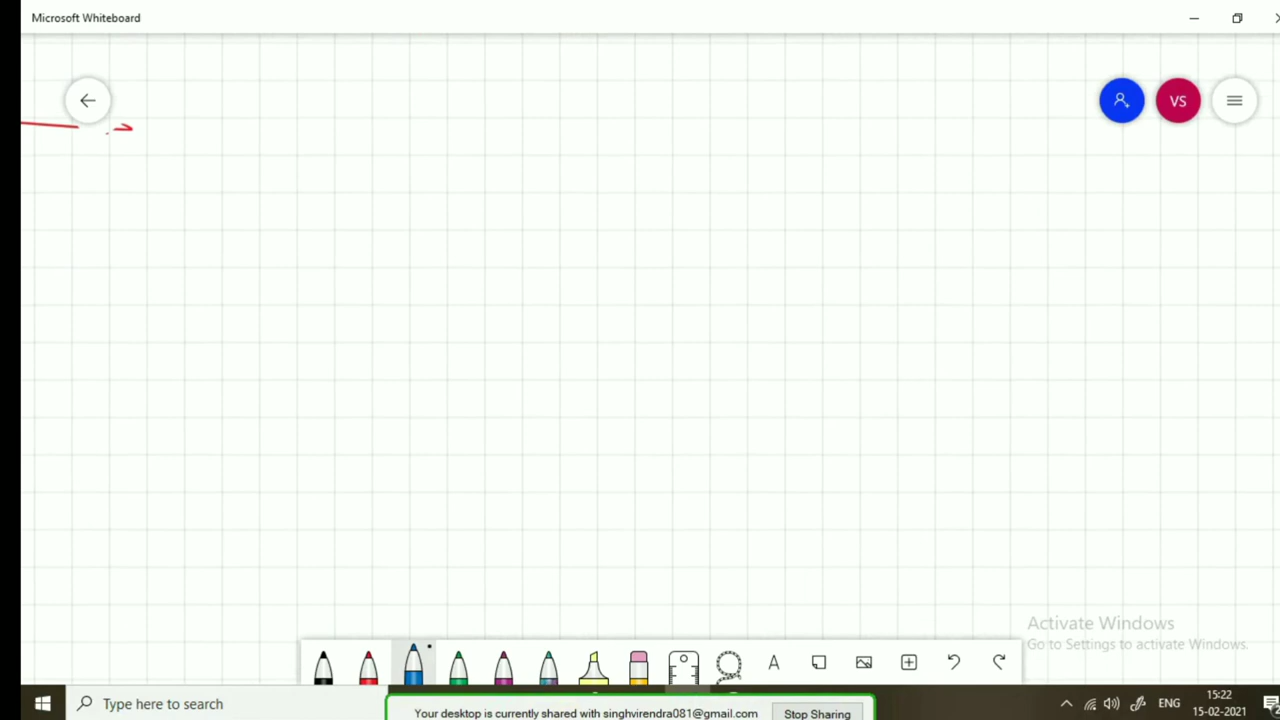 Microsoft Whiteboard
VS
Activate Windows
Go to Settings to activate Windows.
A
Type here to search
Your desktop is currently shared with singhvirendra081@gmail.com
Stop Sharing
ENG
15:22
15-02-2021
2